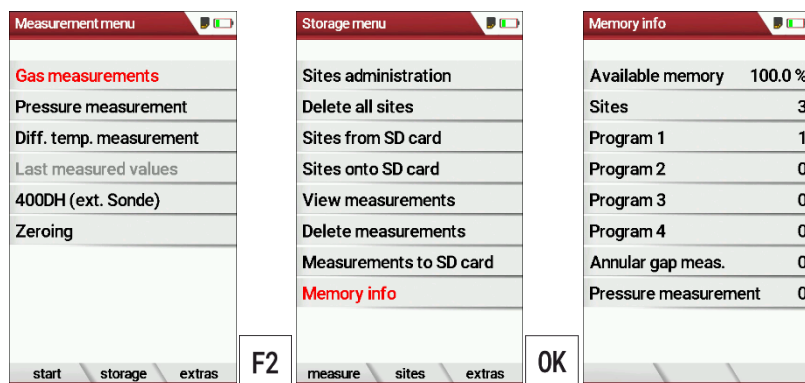 Measurement menu
Gas measurements
Pressure measurement
Diff. temp. measurement
Last measured values
400DH (ext. Sonde)
Zeroing
start storage extras
F2
Storage menu
Sites administration
Delete all sites
Sites from SD card
Sites onto SD card
View measurements
Delete measurements
Measurements to SD card
Memory info
measure sites extras
OK
Memory info
Available memory 100.0 %
Sites 3
Program 1 1
Program 2 0
Program 3 0
Program 4 0
Annular gap meas. 0
Pressure measurement 0